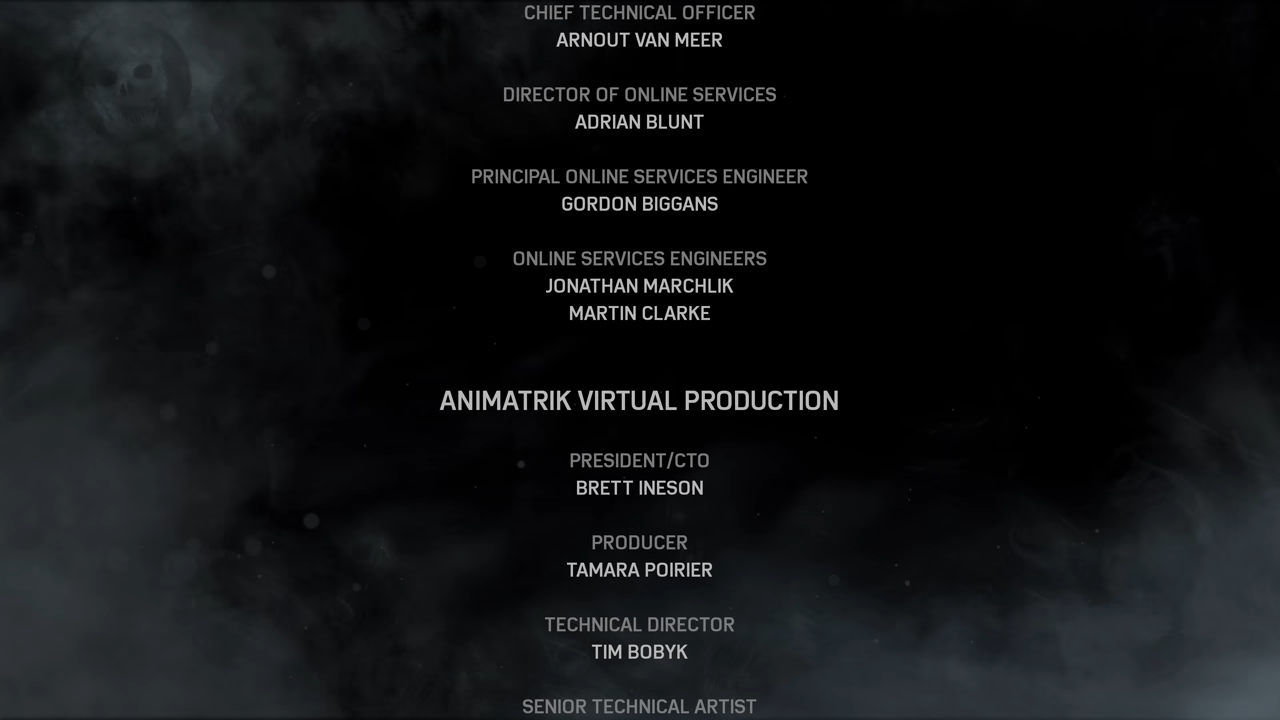 CHIEF TECHNICAL OFFICER
ARNOUT VAN MEER
DIRECTOR OF ONLINE SERVICES
ADRIAN BLUNT
PRINCIPAL ONLINE SERVICES ENGINEER
GORDON BIGGANS
ONLINE SERVICES ENGINEERS
JONATHAN MARCHLIK
MARTIN CLARKE
ANIMATRIK VIRTUAL PRODUCTION
PRESIDENT/CTO
BRETT INESON
PRODUCER
TAMARA POIRIER
TECHNICAL DIRECTOR
TIM BOBYK
SENIOR TECHNICAL ARTIST